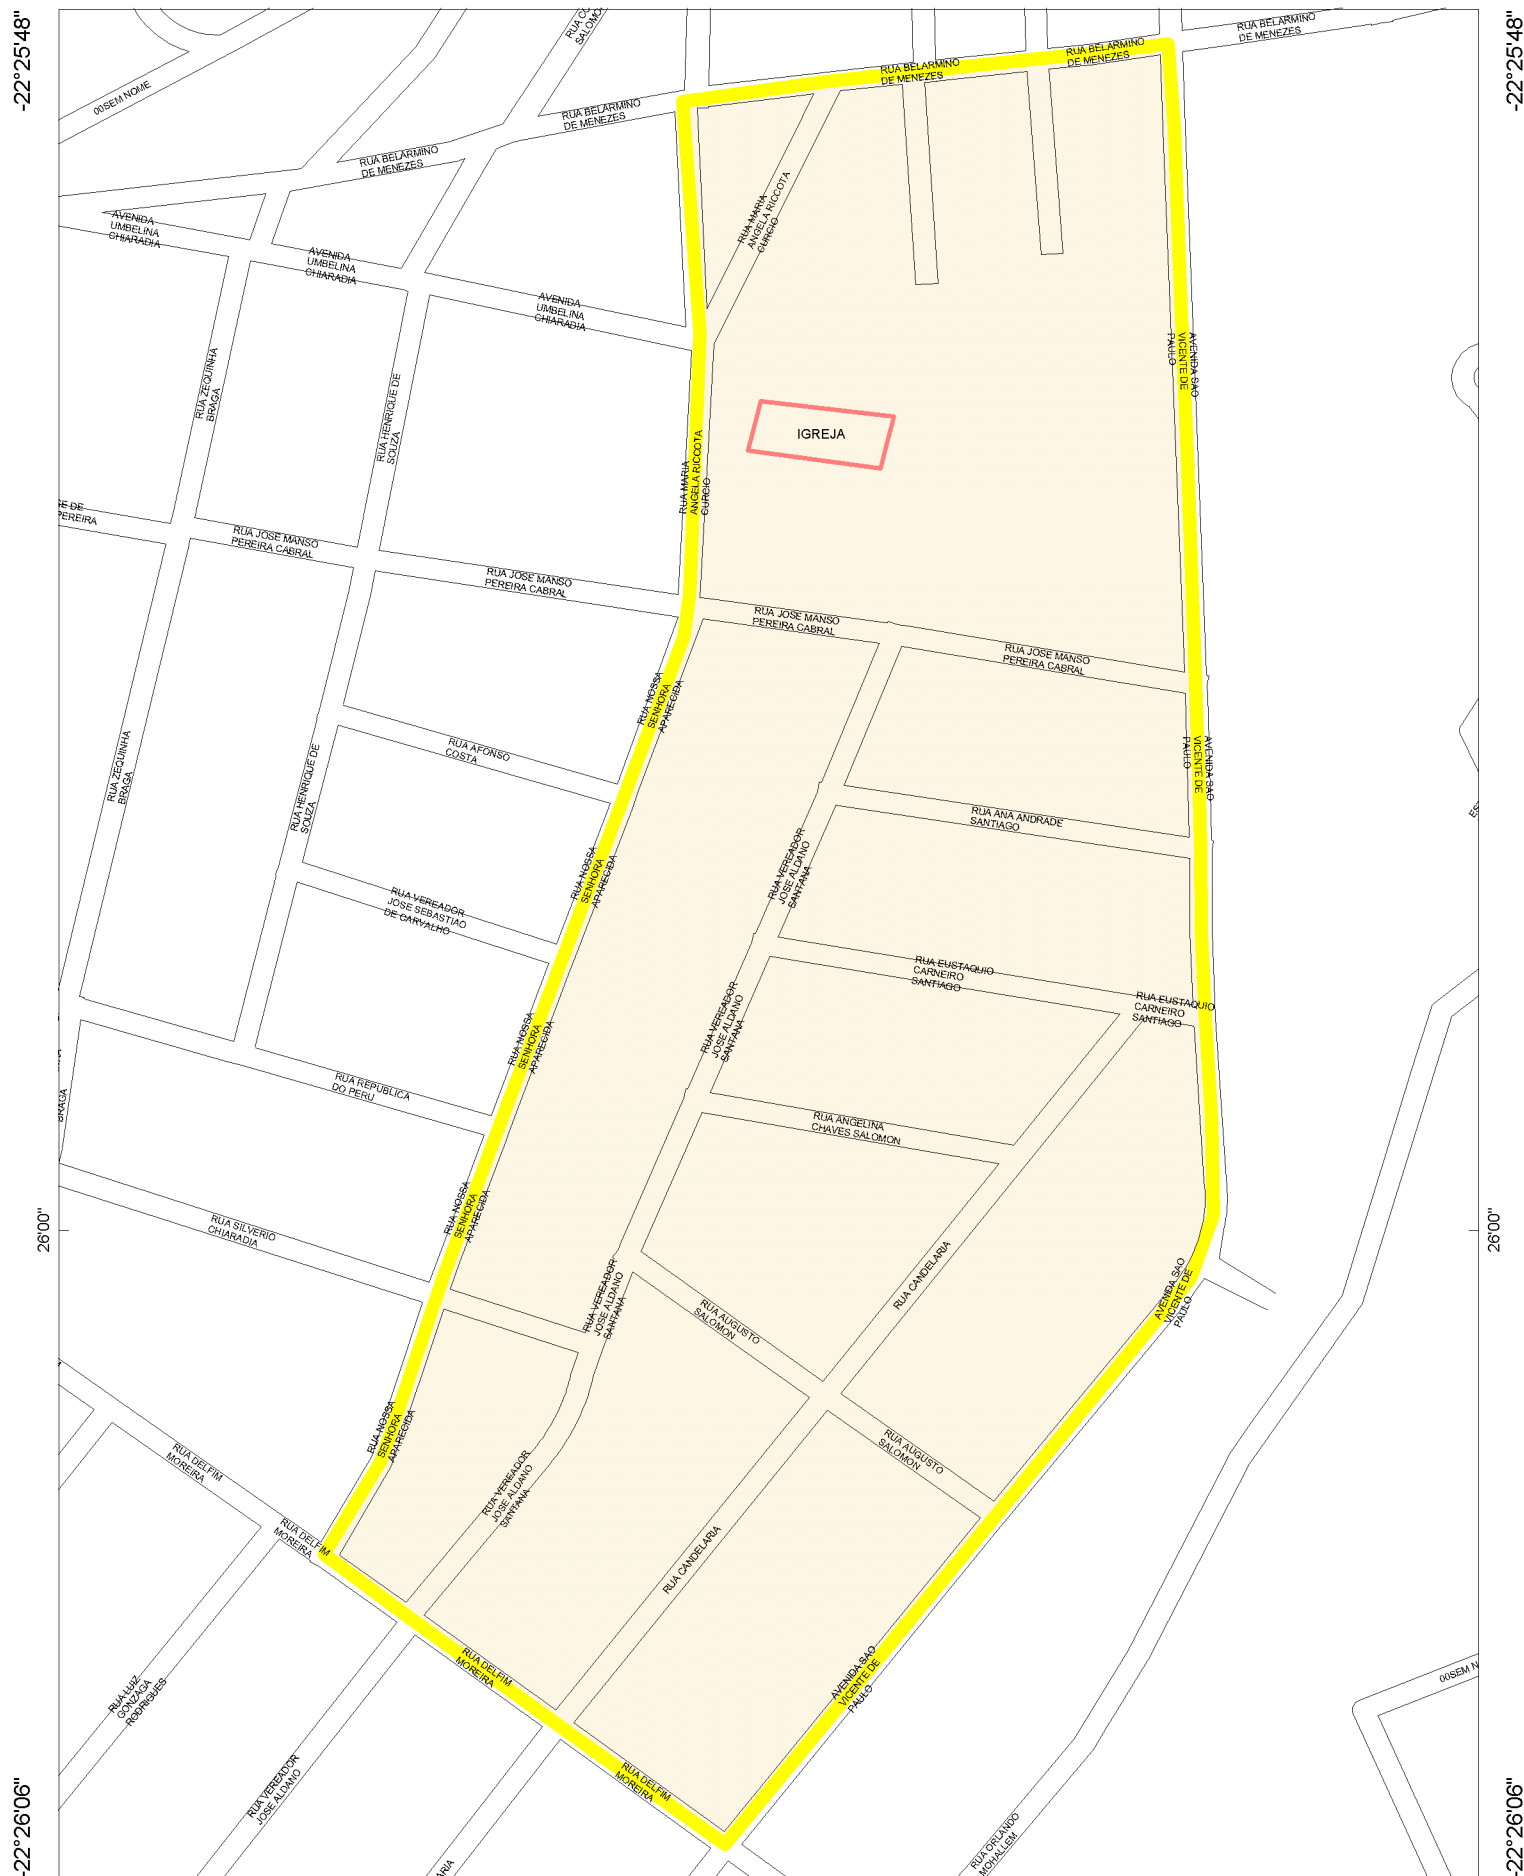 -22°25'48"
-22°25'48"
00SEM NOME
SALOMO
RUA BELARMINO
DE MENEZES
RUA BELARMINO
DE MENEZES
RUA BELARMINO
DE MENEZES
RUA BELARMINO
DE MENEZES
RUA BELARMINO
DE MENEZES
AVENIDA
UMBELINA
CHIARADIA
AVENIDA
UMBELINA
CHIARADIA
AVENIDA
UMBELINA
CHIARADIA
RUA MARIA
ANGELA RICCOTA
CURCIO
RUA ZEQUINHA
BRAGA
RUA HENRIQUE DE
SOUZA
RUA MARIA
ANGELA RICCOTA
CURCIO
IGREJA
AVENIDA SAO
VICENTE DE
PAULO
SE DE
PEREIRA
RUA JOSE MANSO
PEREIRA CABRAL
RUA JOSE MANSO
PEREIRA CABRAL
RUA JOSE MANSO
PEREIRA CABRAL
RUA JOSE MANSO
PEREIRA CABRAL
RUA NOSSA
SENHORA
APARECIDA
RUA AFONSO
COSTA
RUA ZEQUINHA
BRAGA
RUA HENRIQUE DE
SOUZA
AVENIDA SAO
VICENTE DE
PAULO
RUA ANA ANDRADE
SANTIAGO
RUA VEREADOR
JOSE ALDANO
SANTANA
RUA NOSSA
SENHORA
APARECIDA
RUA VEREADOR
JOSE SEBASTIAO
DE CARVALHO
RUA EUSTAQUIO
CARNEIRO
SANTIAGO
RUA EUSTAQUIO
CARNEIRO
SANTIAGO
RUA VEREADOR
JOSE ALDANO
SANTANA
RUA NOSSA
SENHORA
APARECIDA
RUA REPUBLICA
DO PERU
BRAGA
RUA ANGELINA
CHAVES SALOMON
RUA SILVERIO
CHIARADIA
RUA NOSSA
SENHORA
APARECIDA
26'00"
26'00"
RUA CANDELARIA
RUA VEREADOR
JOSE ALDANO
SANTANA
RUA AUGUSTO
SALOMON
AVENIDA SAO
VICENTE DE
PAULO
RUA NOSSA
SENHORA
APARECIDA
RUA DELFIM
MOREIRA
RUA AUGUSTO
SALOMON
RUA VEREADOR
JOSE ALDANO
SANTANA
RUA DELFIM
MOREIRA
RUA CANDELARIA
RUA DELFIM
MOREIRA
AVENIDA SAO
VICENTE DE
PAULO
00SEM N
RUA LUIZ
GONZAGA
RODRIGUES
RUA DELFIM
MOREIRA
RUA VEREADOR
JOSE ALDANO
RUA ORLANDO
MOHALLEM
ARIA
-22°26'06"
-22°26'06"